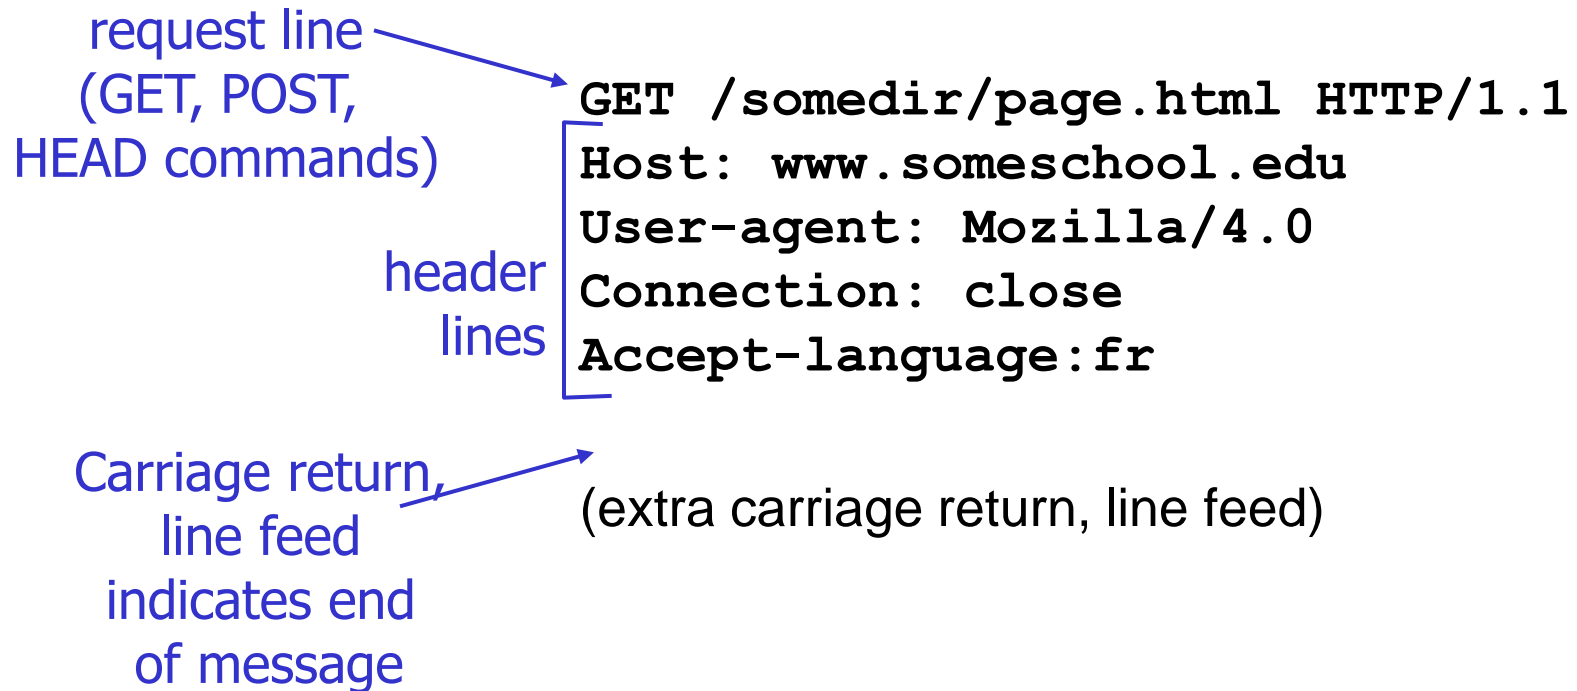 request line
(GET, POST,
HEAD commands)
GET /somedir/page.html HTTP/1.1
Host: www.someschool.edu
User-agent: Mozilla/4.0
Connection: close
Accept-language:fr
header
lines
Carriage return,
line feed
indicates end
of message
(extra carriage return, line feed)